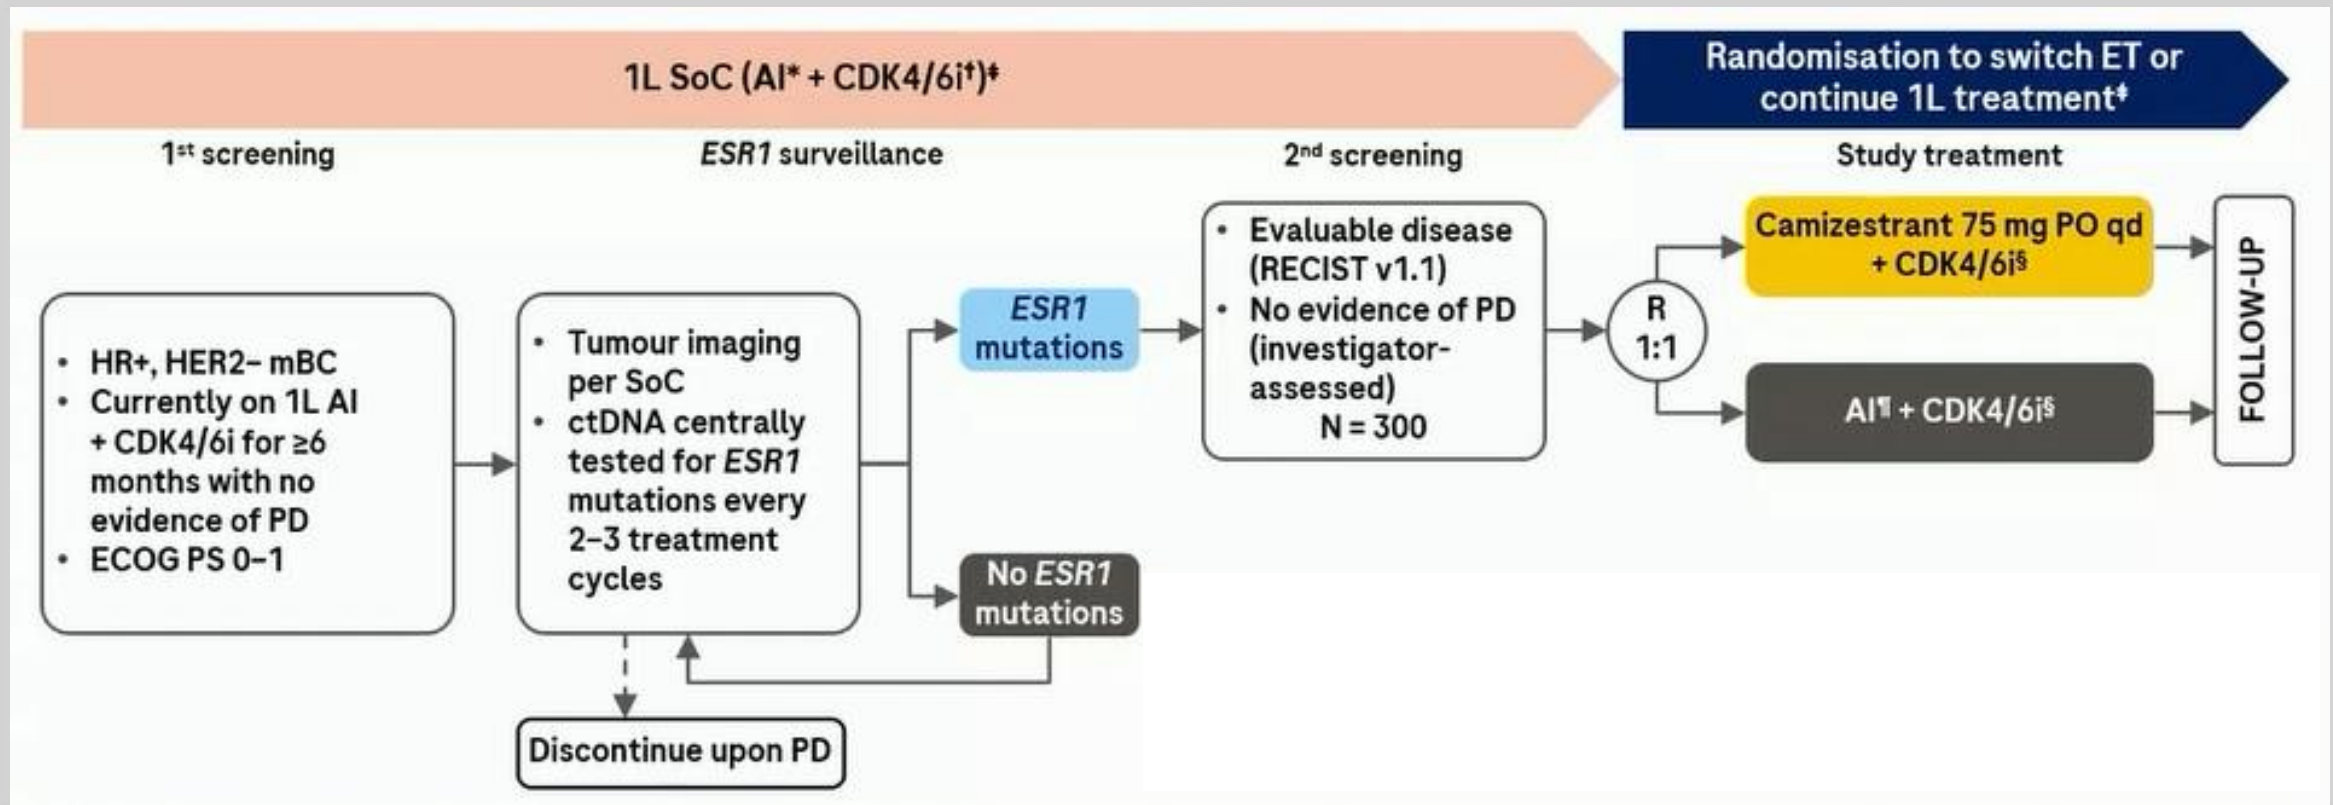 1L SoC (AI* + CDK4/6i†)‡
Randomisation to switch ET or
continue 1L treatment‡
1st screening
ESR1 surveillance
2nd screening
Study treatment
• HR+, HER2– mBC
• Currently on 1L AI
+ CDK4/6i for ≥6
months with no
evidence of PD
• ECOG PS 0–1
• Tumour imaging
per SoC
• ctDNA centrally
tested for ESR1
mutations every
2–3 treatment
cycles
Discontinue upon PD
ESR1
mutations
No ESR1
mutations
• Evaluable disease
(RECIST v1.1)
• No evidence of PD
(investigator-
assessed)
N = 300
R
1:1
Camizestrant 75 mg PO qd
+ CDK4/6i§
AI¶ + CDK4/6i§
FOLLOW-UP